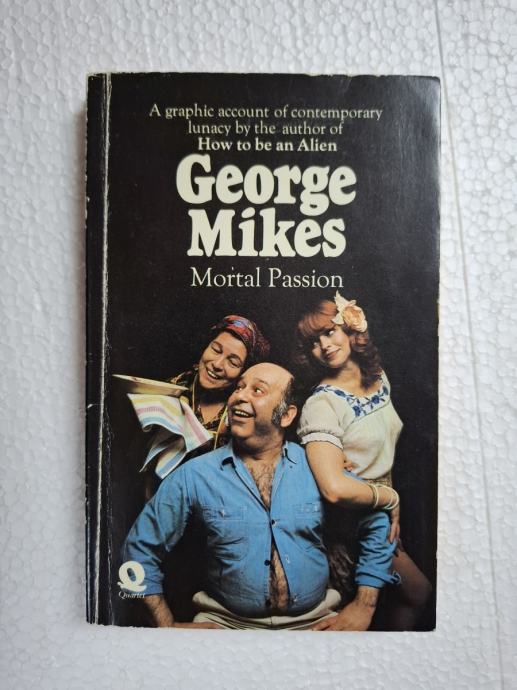 A graphic account of contemporary
lunacy by the author of
How to be an Alien
George
Mikes
Mortal Passion
Q
Quartet